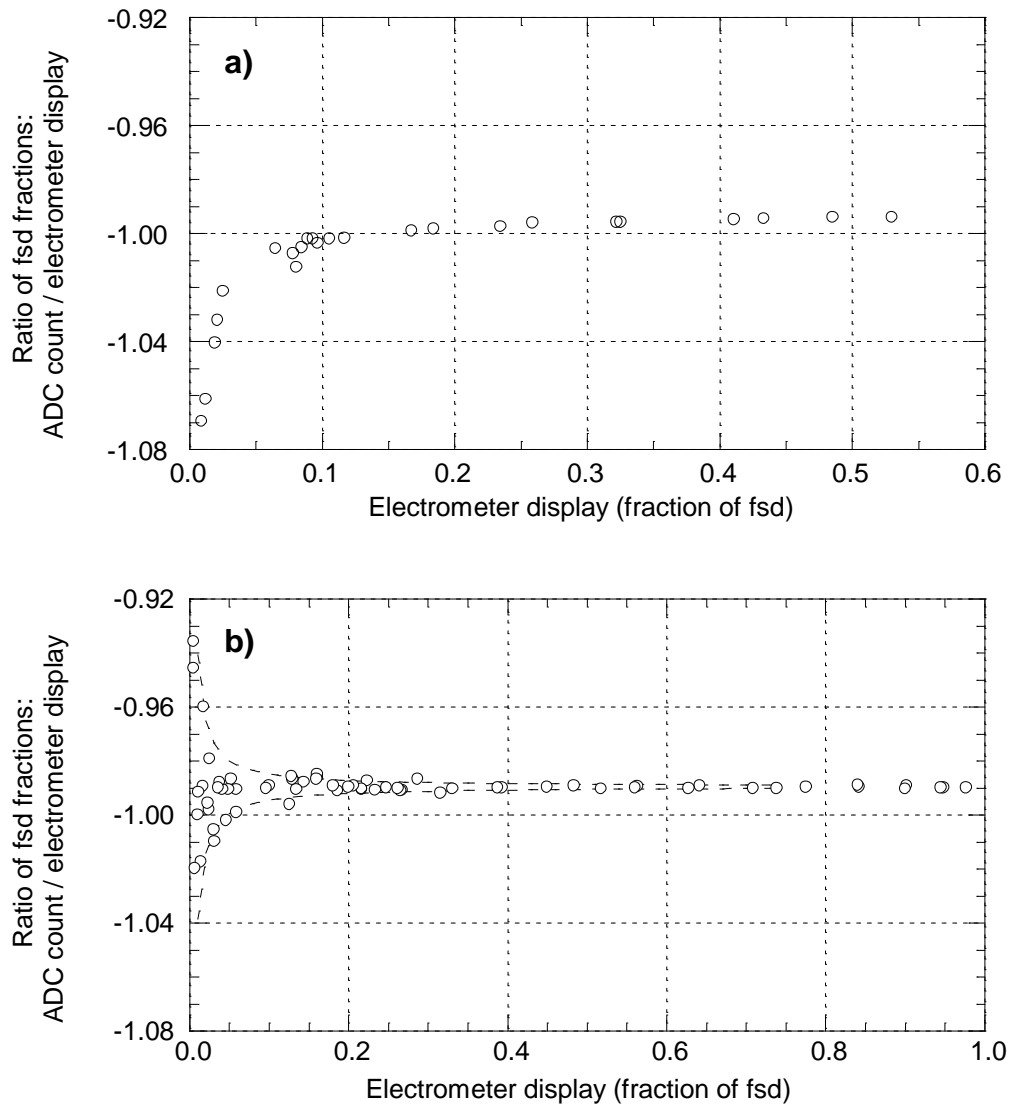 a)
Ratio of fsd fractions:
ADC count / electrometer display
-0.92
-0.96
-1.00
-1.04
-1.08
0.0 0.1 0.2 0.3 0.4 0.5 0.6
Electrometer display (fraction of fsd)
b)
Ratio of fsd fractions:
ADC count / electrometer display
-0.92
-0.96
-1.00
-1.04
-1.08
0.0 0.2 0.4 0.6 0.8 1.0
Electrometer display (fraction of fsd)